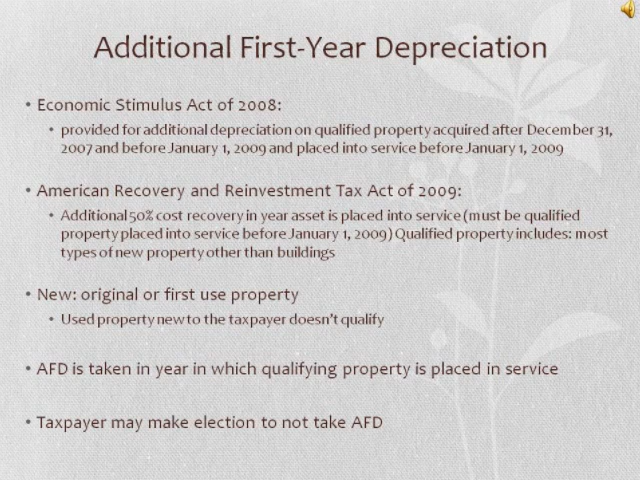 Additional First-Year Depreciation
• Economic Stimulus Act of 2008:
• provided for additional depreciation on qualified property acquired after December 31,
2007 and before January 1, 2009 and placed into service before January 1, 2009
• American Recovery and Reinvestment Tax Act of 2009:
• Additional 50% cost recovery in year asset is placed into service (must be qualified
property placed into service before January 1, 2009) Qualified property includes: most
types of new property other than buildings
• New: original or first use property
• Used property new to the taxpayer doesn't qualify
• AFD is taken in year in which qualifying property is placed in service
• Taxpayer may make election to not take AFD